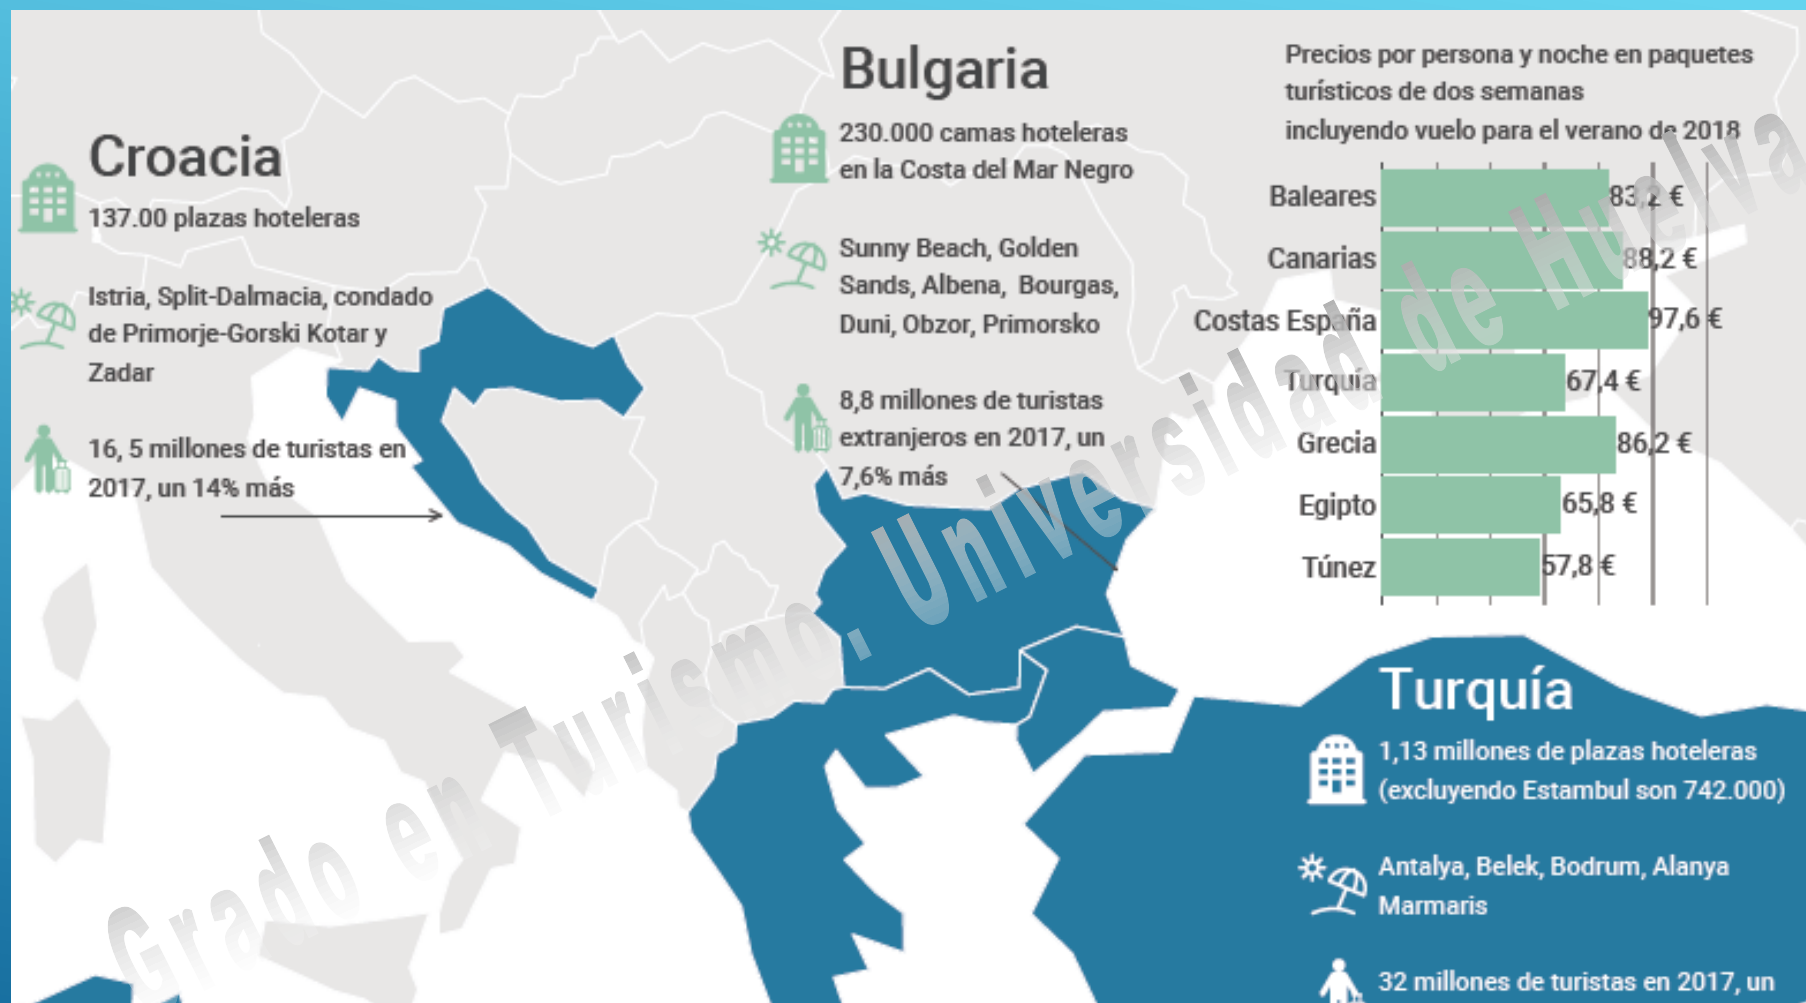 Croacia
137.00 plazas hoteleras
Istria, Split-Dalmacia, condado
de Primorje-Gorski Kotar y
Zadar
16, 5 millones de turistas en
2017, un 14% más
Bulgaria
230.000 camas hoteleras
en la Costa del Mar Negro
Sunny Beach, Golden
Sands, Albena, Bourgas,
Duni, Obzor, Primorsko
8,8 millones de turistas
extranjeros en 2017, un
7,6% más
Precios por persona y noche en paquetes
turísticos de dos semanas
incluyendo vuelo para el verano de 2018
Baleares 83,2 €
Canarias 88,2 €
Costas España 97,6 €
Turquía 67,4 €
Grecia 86,2 €
Egipto 65,8 €
Túnez 57,8 €
Turquía
1,13 millones de plazas hoteleras
(excluyendo Estambul son 742.000)
Antalya, Belek, Bodrum, Alanya
Marmaris
32 millones de turistas en 2017, un
Grado en Turismo. Universidad de Huelva